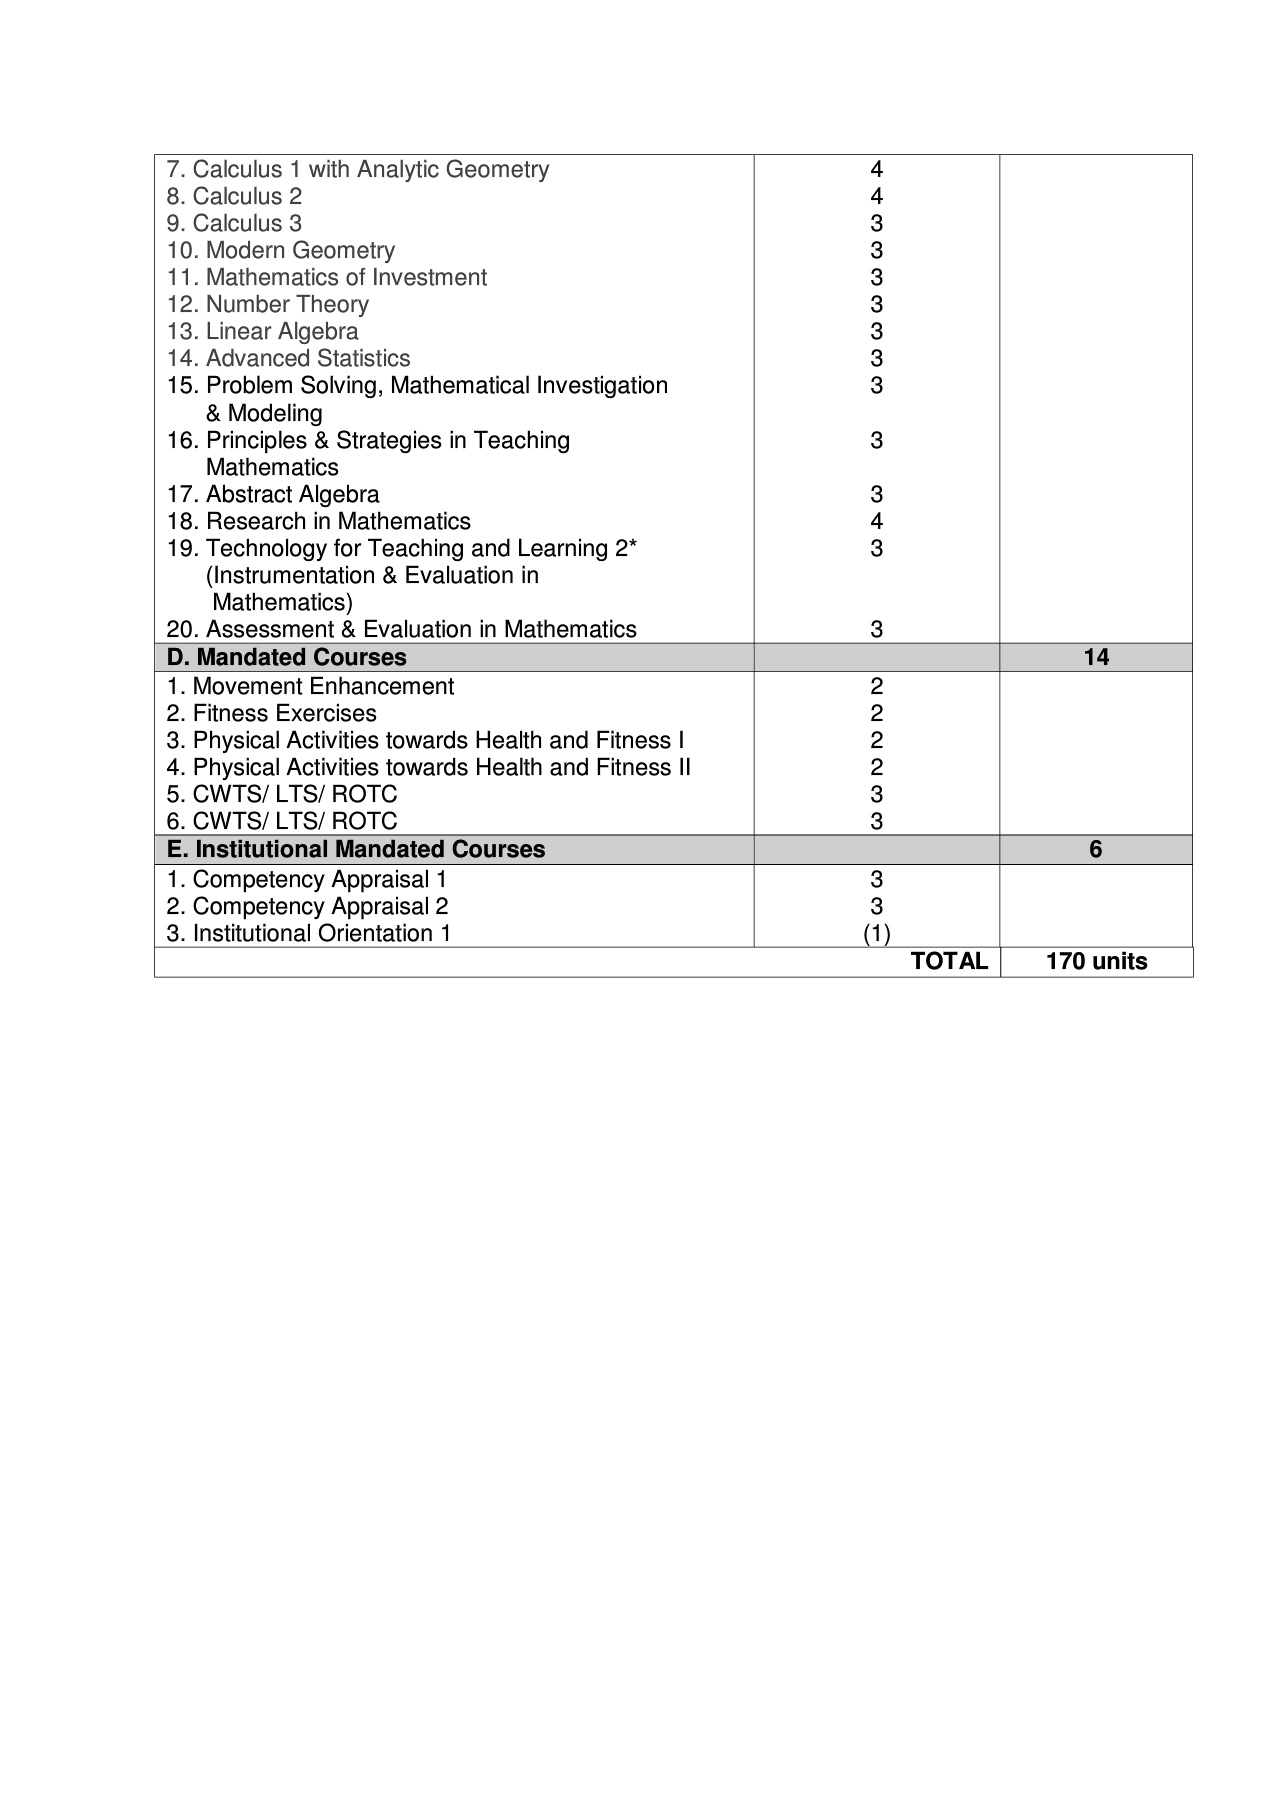 7. Calculus 1 with Analytic Geometry 4
8. Calculus 2 4
9. Calculus 3 3
10. Modern Geometry 3
11. Mathematics of Investment 3
12. Number Theory 3
13. Linear Algebra 3
14. Advanced Statistics 3
15. Problem Solving, Mathematical Investigation 3
& Modeling
16. Principles & Strategies in Teaching 3
Mathematics
17. Abstract Algebra 3
18. Research in Mathematics 4
19. Technology for Teaching and Learning 2* 3
(Instrumentation & Evaluation in
Mathematics)
20. Assessment & Evaluation in Mathematics 3
D. Mandated Courses 14
1. Movement Enhancement 2
2. Fitness Exercises 2
3. Physical Activities towards Health and Fitness I 2
4. Physical Activities towards Health and Fitness II 2
5. CWTS/ LTS/ ROTC 3
6. CWTS/ LTS/ ROTC 3
E. Institutional Mandated Courses 6
1. Competency Appraisal 1 3
2. Competency Appraisal 2 3
3. Institutional Orientation 1 (1)
TOTAL 170 units